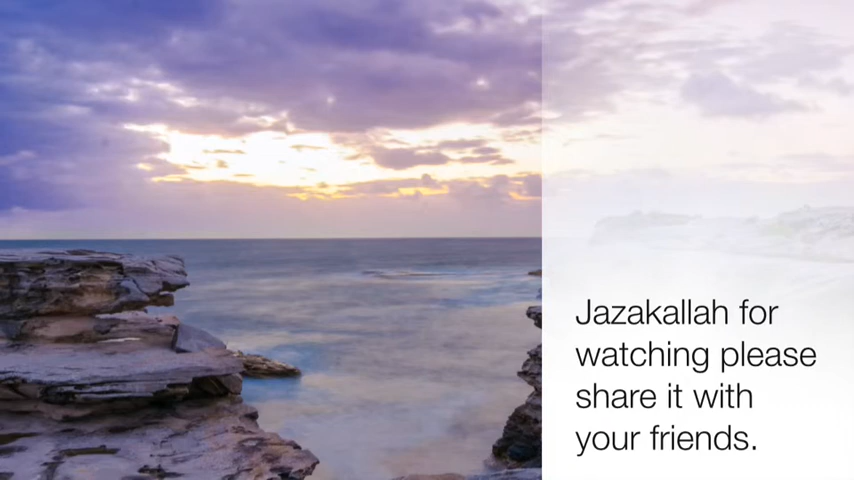 Jazakallah for
watching please
share it with
your friends.